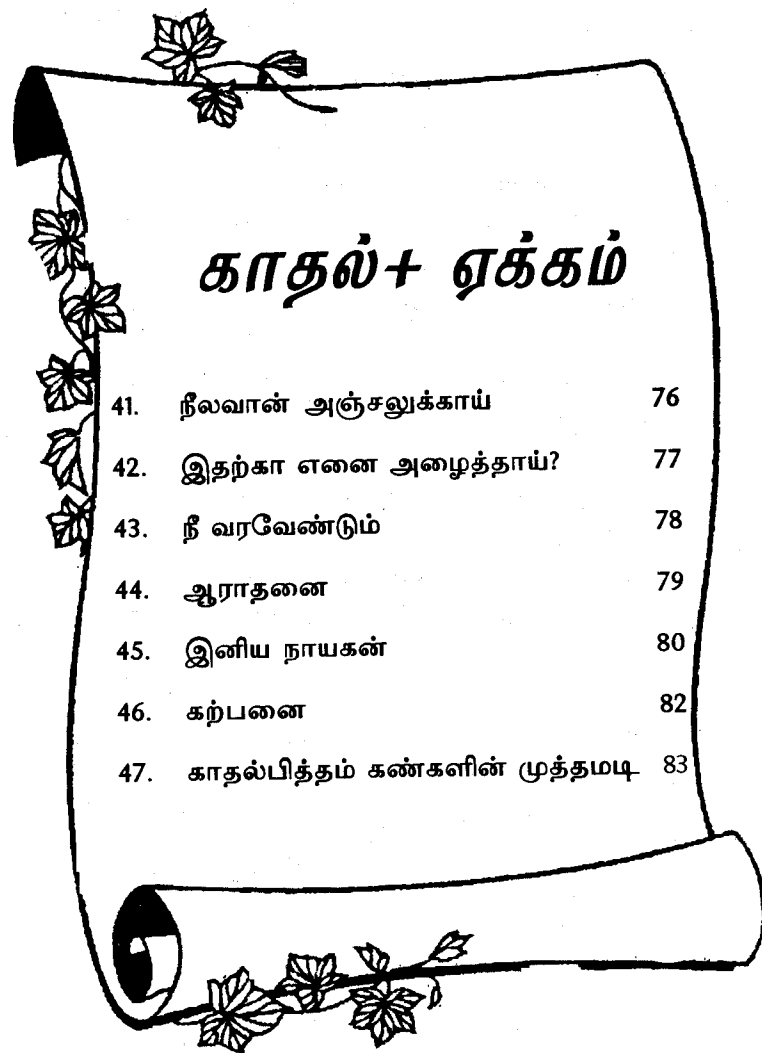 காதல்+ ஏக்கம்
41. நீலவான் அஞ்சலுக்காய் 76
42. இதற்கா எனை அழைத்தாய்? 77
43. நீ வரவேண்டும் 78
44. ஆராதனை 79
45. இனிய நாயகன் 80
46. கற்பனை 82
47. காதல்பித்தம் கண்களின் முத்தமடி 83